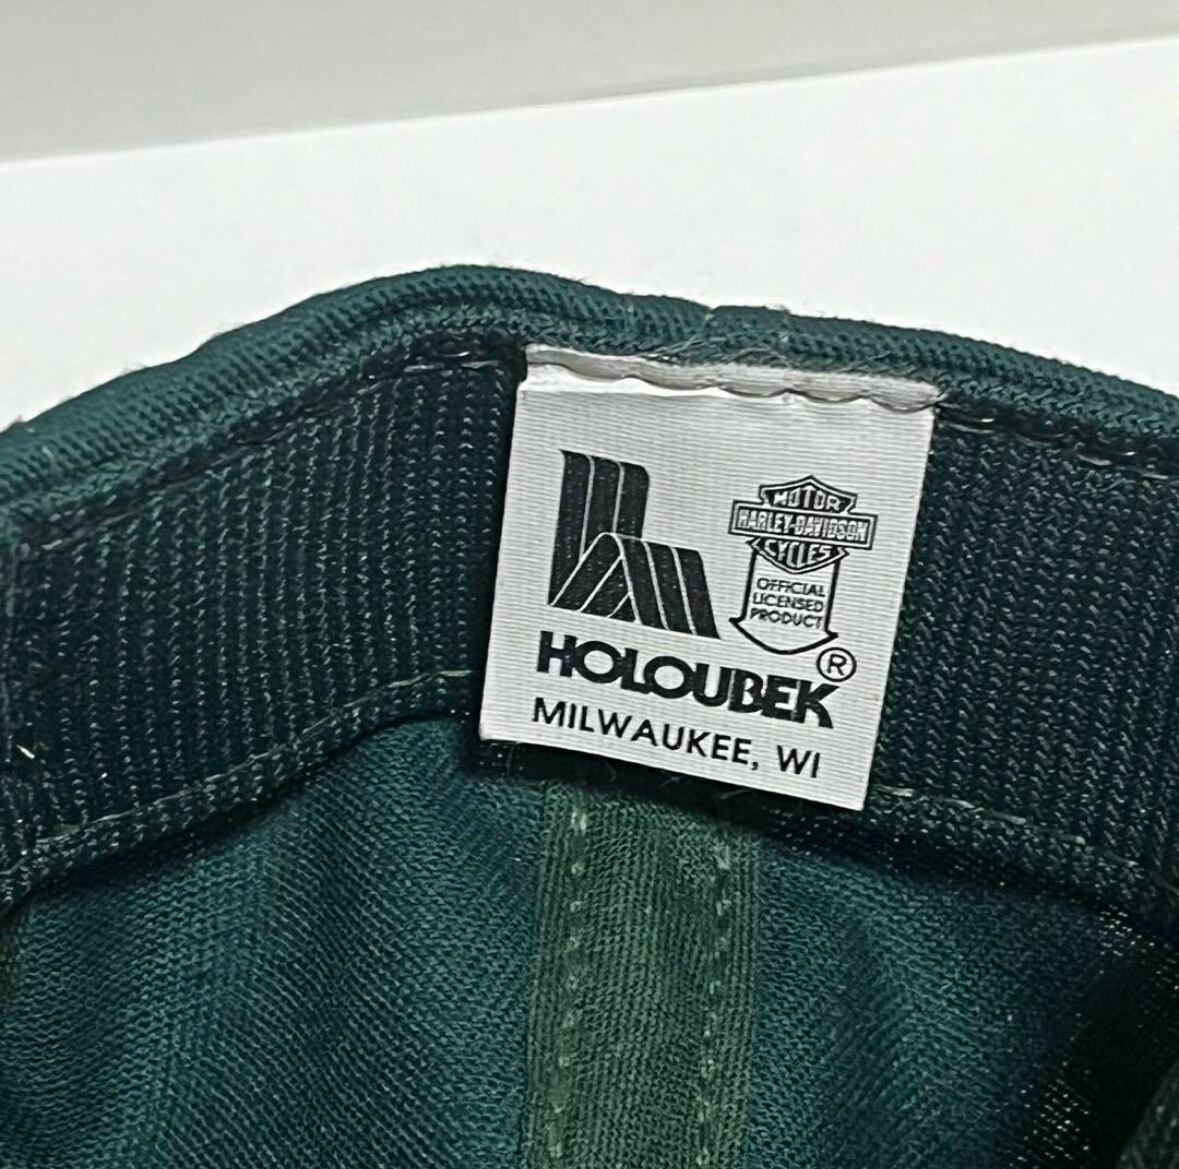 MOTOR
HARLEY-DAVIDSON
CYCLES
OFFICIAL
LICENSED
PRODUCT
®
HOLOUBEK
MILWAUKEE, WI